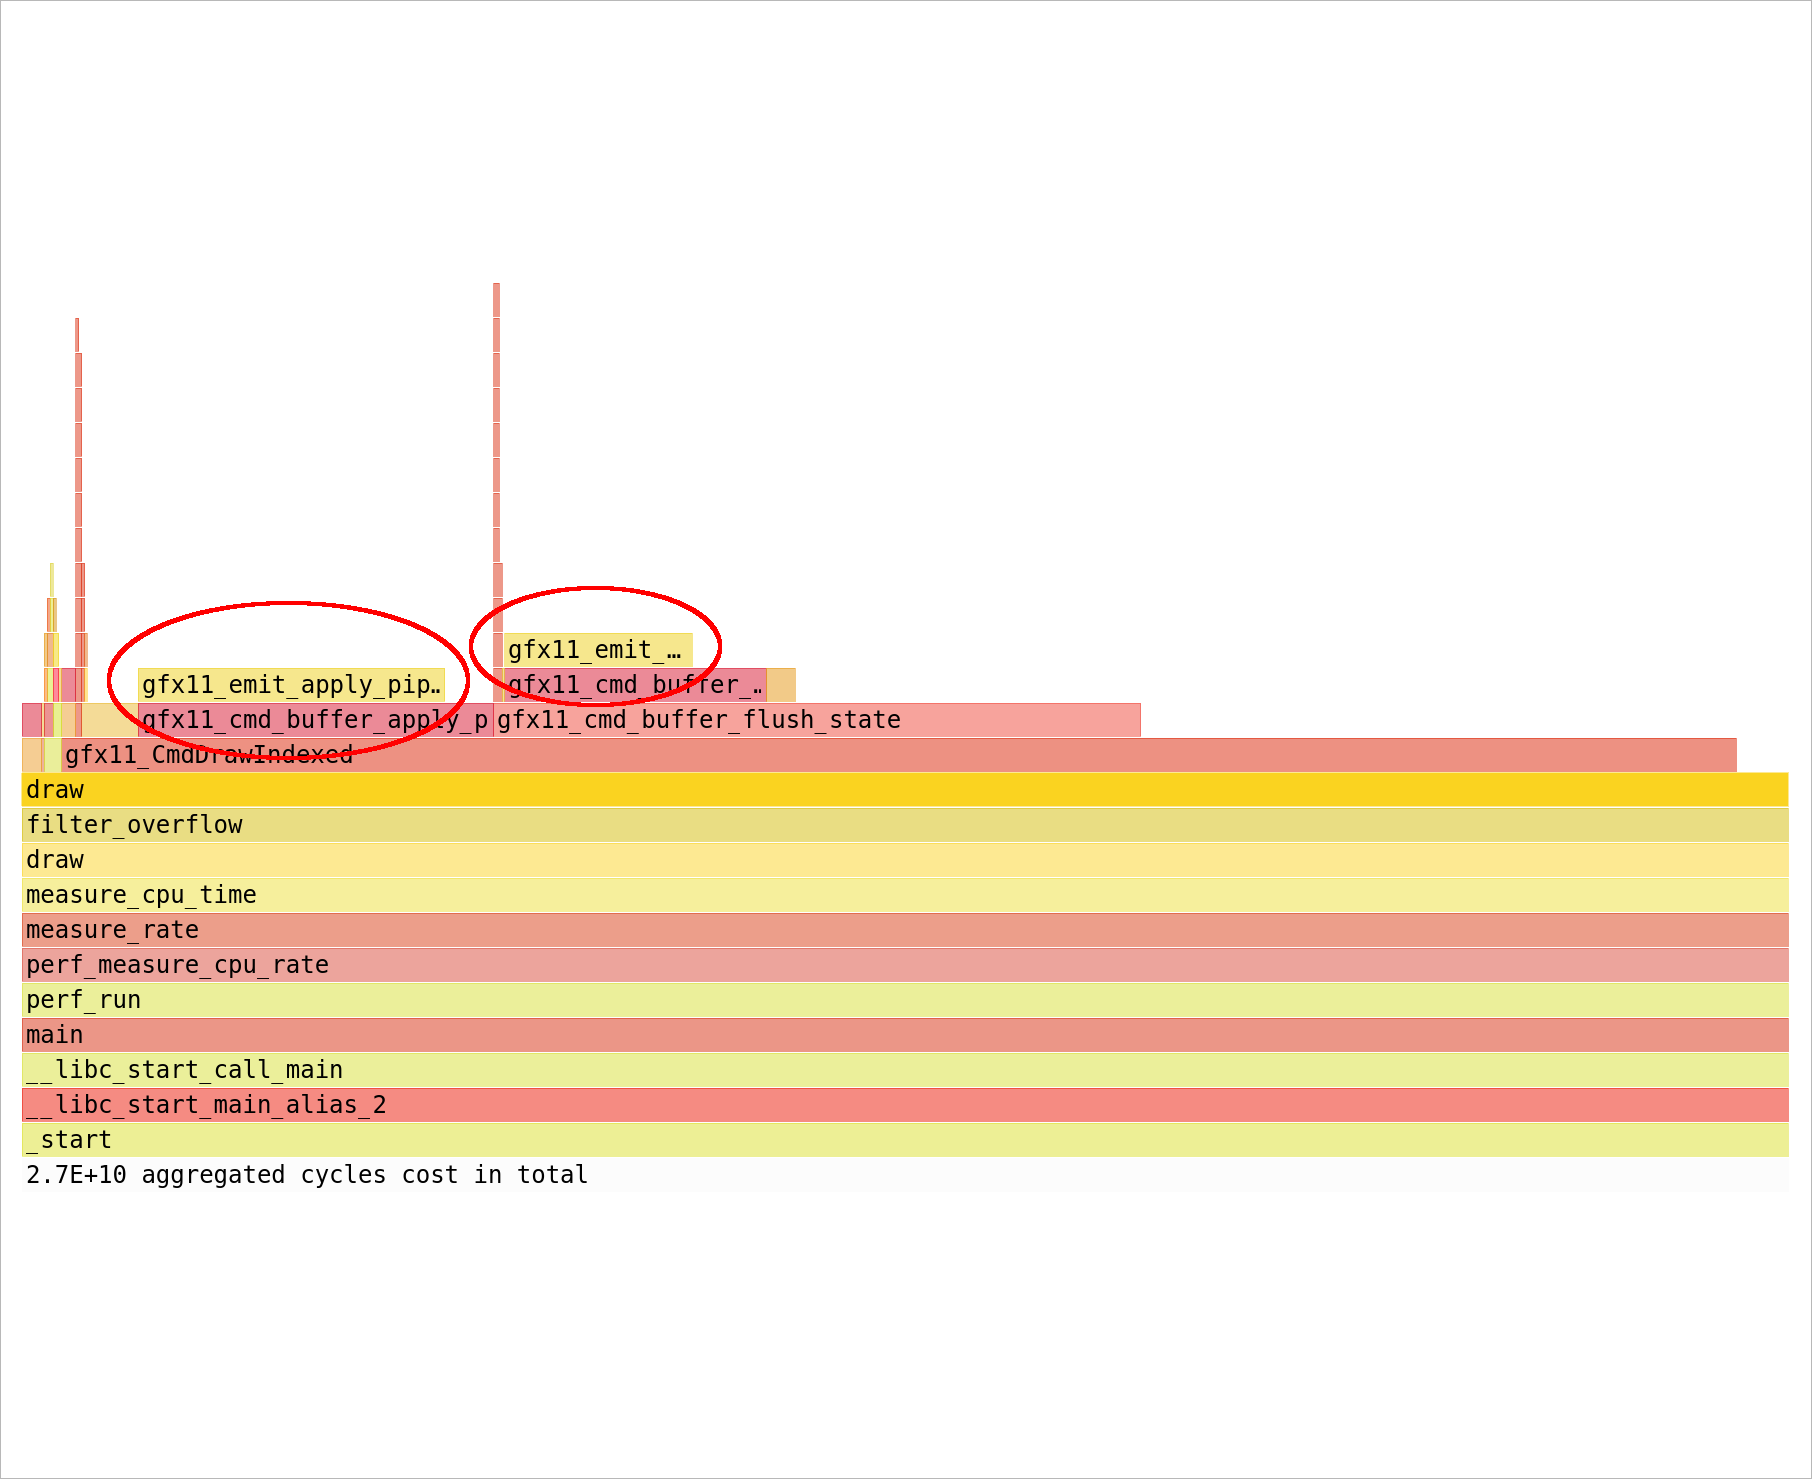 gfx11_emit_…
gfx11_emit_apply_pip…
gfx11_cmd_buffer_…
gfx11_cmd_buffer_apply_p
gfx11_cmd_buffer_flush_state
gfx11_CmdDrawIndexed
draw
filter_overflow
draw
measure_cpu_time
measure_rate
perf_measure_cpu_rate
perf_run
main
__libc_start_call_main
__libc_start_main_alias_2
_start
2.7E+10 aggregated cycles cost in total